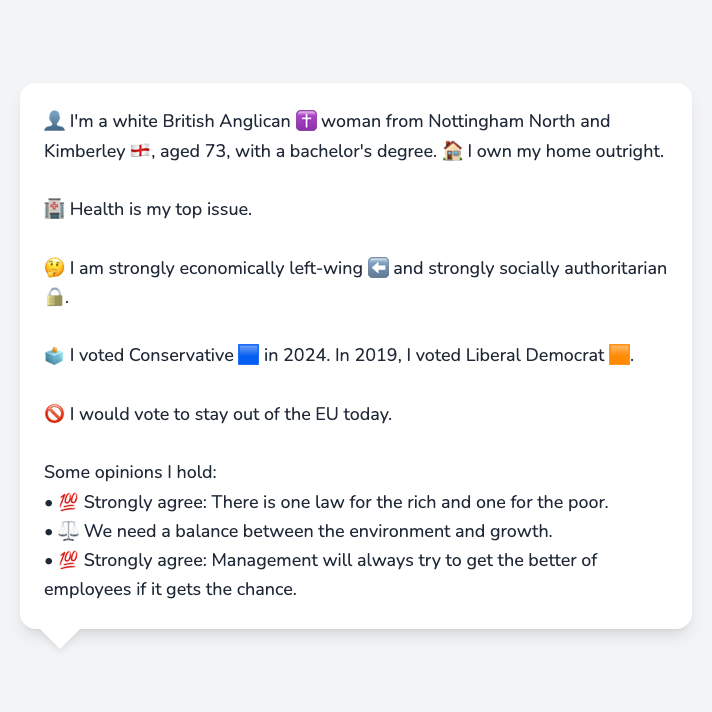 👤 I'm a white British Anglican ✝️ woman from Nottingham North and
Kimberley 🏴󠁧󠁢󠁥󠁮󠁧󠁿, aged 73, with a bachelor's degree. 🏠 I own my home outright.
🏥 Health is my top issue.
🤔 I am strongly economically left-wing ⬅️ and strongly socially authoritarian
🔒.
🗳️ I voted Conservative 🟦 in 2024. In 2019, I voted Liberal Democrat 🟧.
🚫 I would vote to stay out of the EU today.
Some opinions I hold:
• 💯 Strongly agree: There is one law for the rich and one for the poor.
• ⚖️ We need a balance between the environment and growth.
• 💯 Strongly agree: Management will always try to get the better of
employees if it gets the chance.